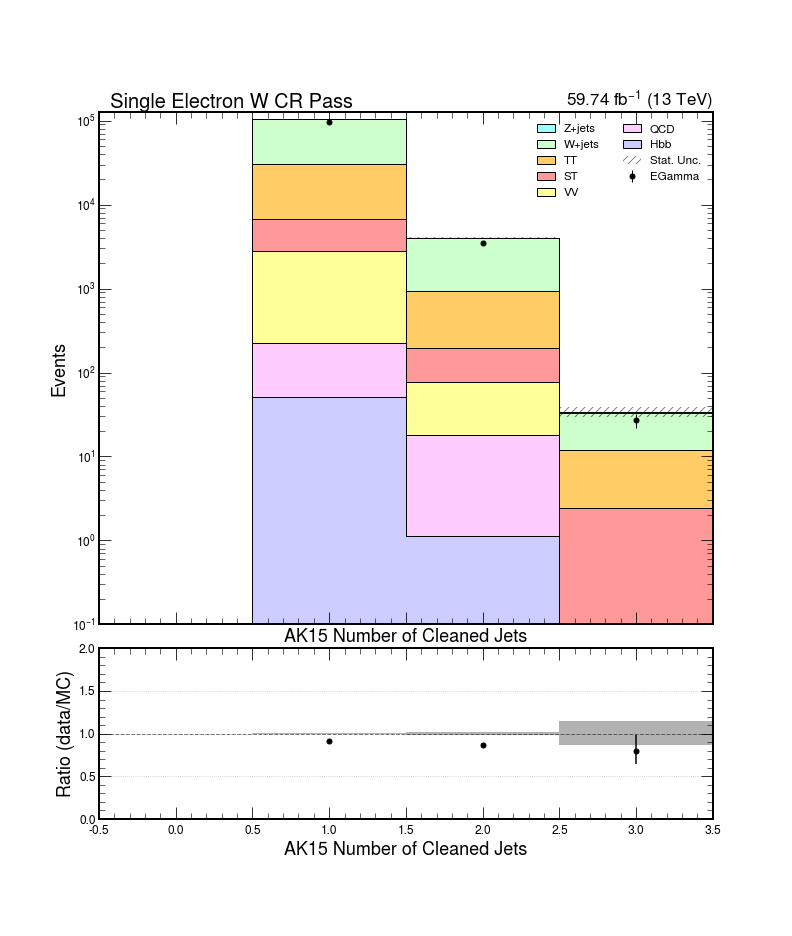 Single Electron W CR Pass
59.74 fb⁻¹ (13 TeV)
Z+jets
W+jets
TT
ST
VV
QCD
Hbb
Stat. Unc.
EGamma
Events
10⁵
10⁴
10³
10²
10¹
10⁰
10⁻¹
AK15 Number of Cleaned Jets
Ratio (data/MC)
2.0
1.5
1.0
0.5
0.0
-0.5 0.0 0.5 1.0 1.5 2.0 2.5 3.0 3.5
AK15 Number of Cleaned Jets